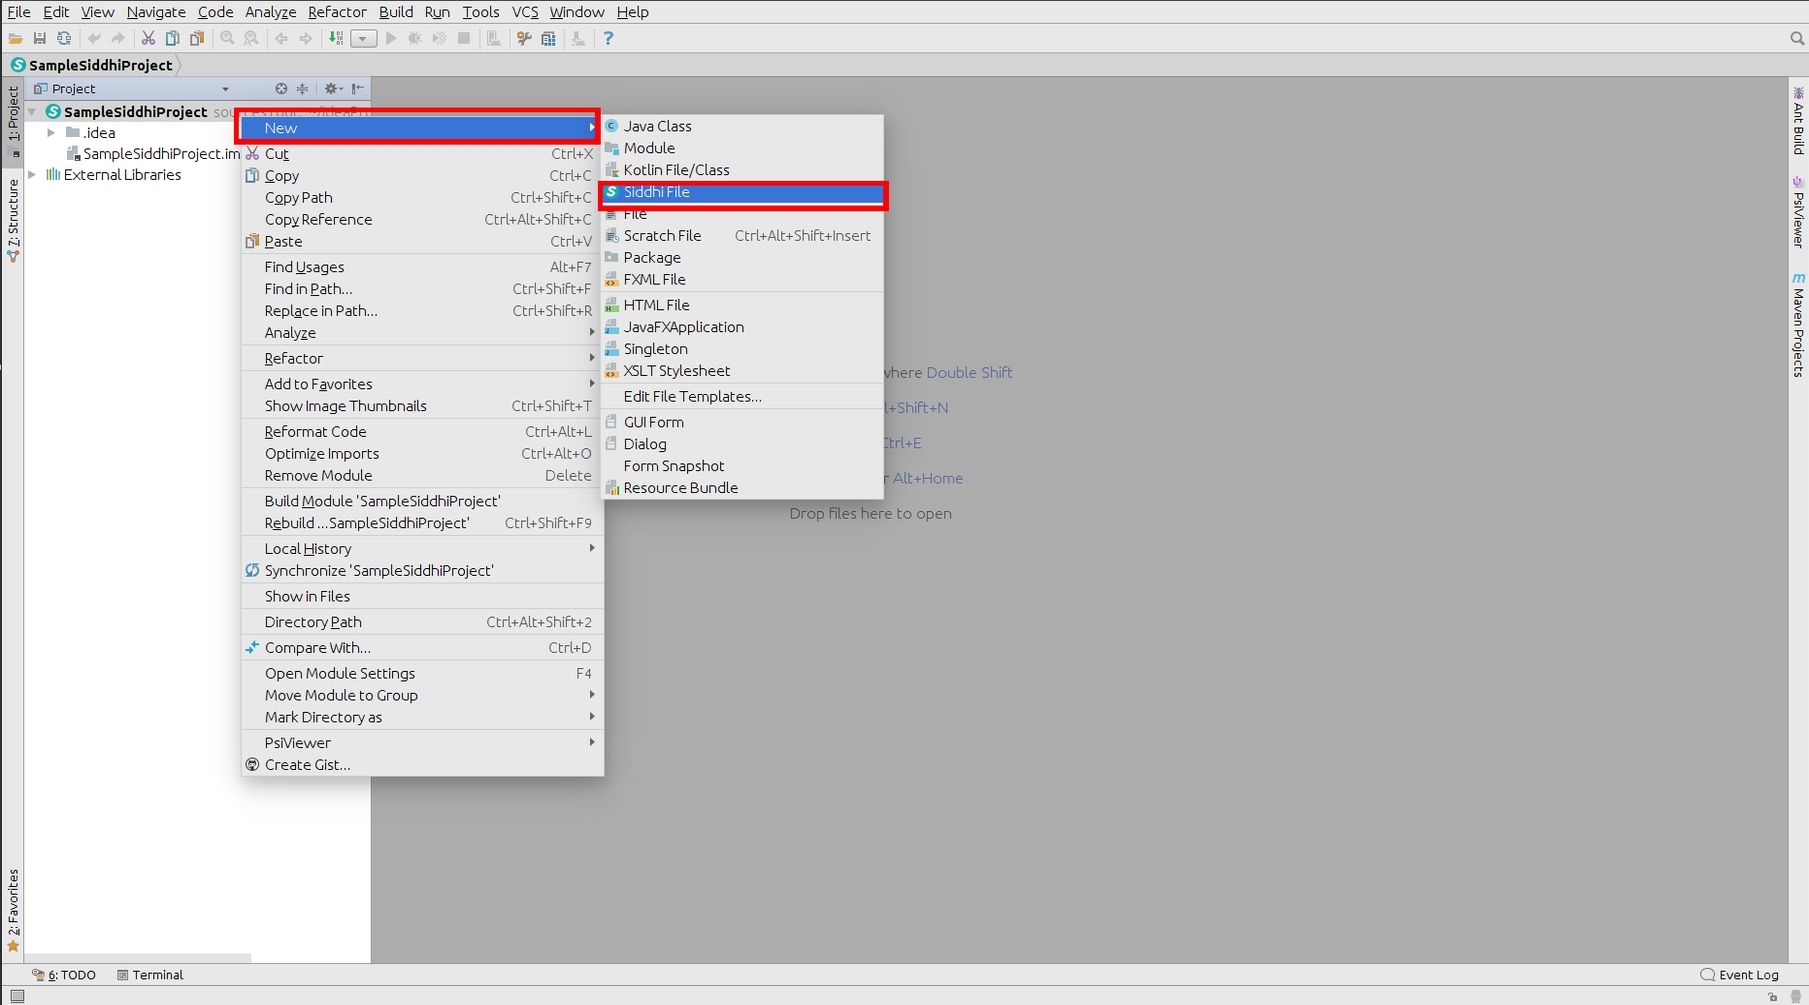 File Edit View Navigate Code Analyze Refactor Build Run Tools VCS Window Help
SampleSiddhiProject
Project
SampleSiddhiProject
.idea
SampleSiddhiProject.im
External Libraries
1: Project
7: Structure
2: Favorites
New
Cut Ctrl+X
Copy Ctrl+C
Copy Path Ctrl+Shift+C
Copy Reference Ctrl+Alt+Shift+C
Paste Ctrl+V
Find Usages Alt+F7
Find in Path... Ctrl+Shift+F
Replace in Path... Ctrl+Shift+R
Analyze
Refactor
Add to Favorites
Show Image Thumbnails Ctrl+Shift+T
Reformat Code Ctrl+Alt+L
Optimize Imports Ctrl+Alt+O
Remove Module Delete
Build Module 'SampleSiddhiProject'
Rebuild ...SampleSiddhiProject' Ctrl+Shift+F9
Local History
Synchronize 'SampleSiddhiProject'
Show in Files
Directory Path Ctrl+Alt+Shift+2
Compare With... Ctrl+D
Open Module Settings F4
Move Module to Group
Mark Directory as
PsiViewer
Create Gist...
Java Class
Module
Kotlin File/Class
Siddhi File
File
Scratch File Ctrl+Alt+Shift+Insert
Package
FXML File
HTML File
JavaFXApplication
Singleton
XSLT Stylesheet
Edit File Templates...
GUI Form
Dialog
Form Snapshot
Resource Bundle
where Double Shift
+Shift+N
Ctrl+E
r Alt+Home
Drop files here to open
Ant Build
PsiViewer
Maven Projects
6: TODO Terminal Event Log